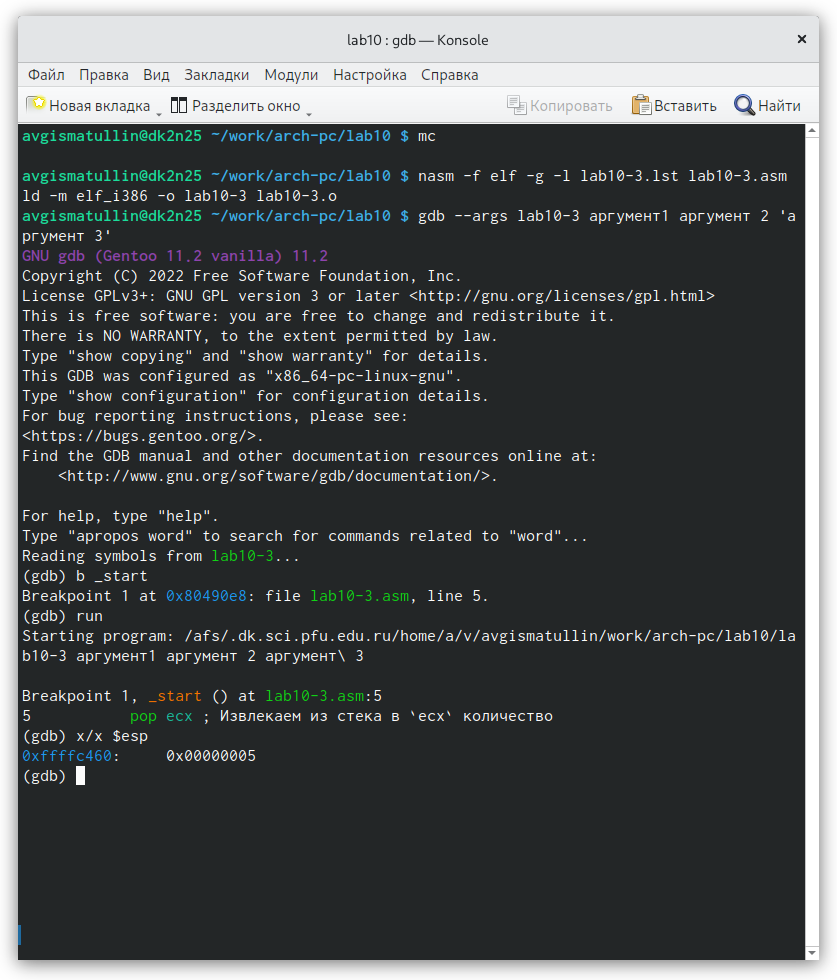 lab10 : gdb — Konsole
Файл Правка Вид Закладки Модули Настройка Справка
Новая вкладка Разделить окно Копировать Вставить Найти
avgismatullin@dk2n25 ~/work/arch-pc/lab10 $ mc
avgismatullin@dk2n25 ~/work/arch-pc/lab10 $ nasm -f elf -g -l lab10-3.lst lab10-3.asm
ld -m elf_i386 -o lab10-3 lab10-3.o
avgismatullin@dk2n25 ~/work/arch-pc/lab10 $ gdb --args lab10-3 аргумент1 аргумент 2 'а
ргумент 3'
GNU gdb (Gentoo 11.2 vanilla) 11.2
Copyright (C) 2022 Free Software Foundation, Inc.
License GPLv3+: GNU GPL version 3 or later <http://gnu.org/licenses/gpl.html>
This is free software: you are free to change and redistribute it.
There is NO WARRANTY, to the extent permitted by law.
Type "show copying" and "show warranty" for details.
This GDB was configured as "x86_64-pc-linux-gnu".
Type "show configuration" for configuration details.
For bug reporting instructions, please see:
<https://bugs.gentoo.org/>.
Find the GDB manual and other documentation resources online at:
    <http://www.gnu.org/software/gdb/documentation/>.
For help, type "help".
Type "apropos word" to search for commands related to "word"...
Reading symbols from lab10-3...
(gdb) b _start
Breakpoint 1 at 0x80490e8: file lab10-3.asm, line 5.
(gdb) run
Starting program: /afs/.dk.sci.pfu.edu.ru/home/a/v/avgismatullin/work/arch-pc/lab10/la
b10-3 аргумент1 аргумент 2 аргумент\ 3
Breakpoint 1, _start () at lab10-3.asm:5
5           pop ecx ; Извлекаем из стека в `ecx` количество
(gdb) x/x $esp
0xffffc460:     0x00000005
(gdb)